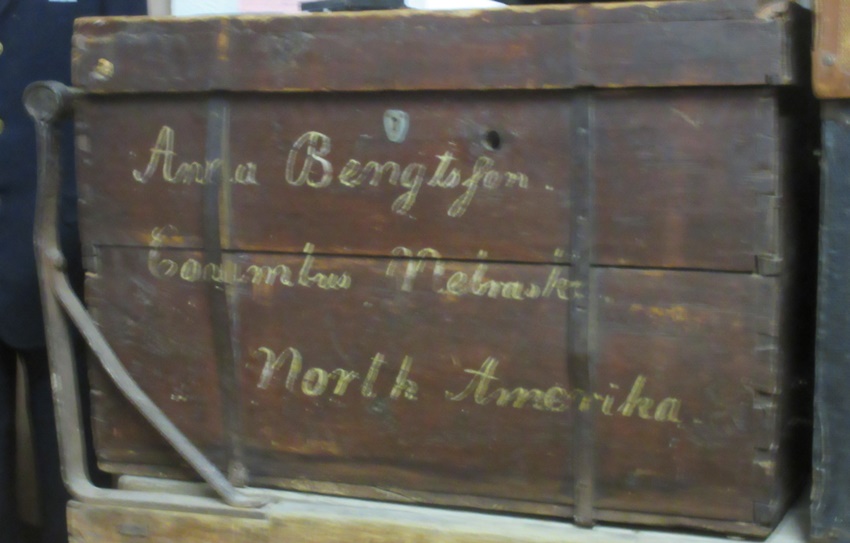 Anna Bengtsson.
Columbus Nebraska
North Amerika